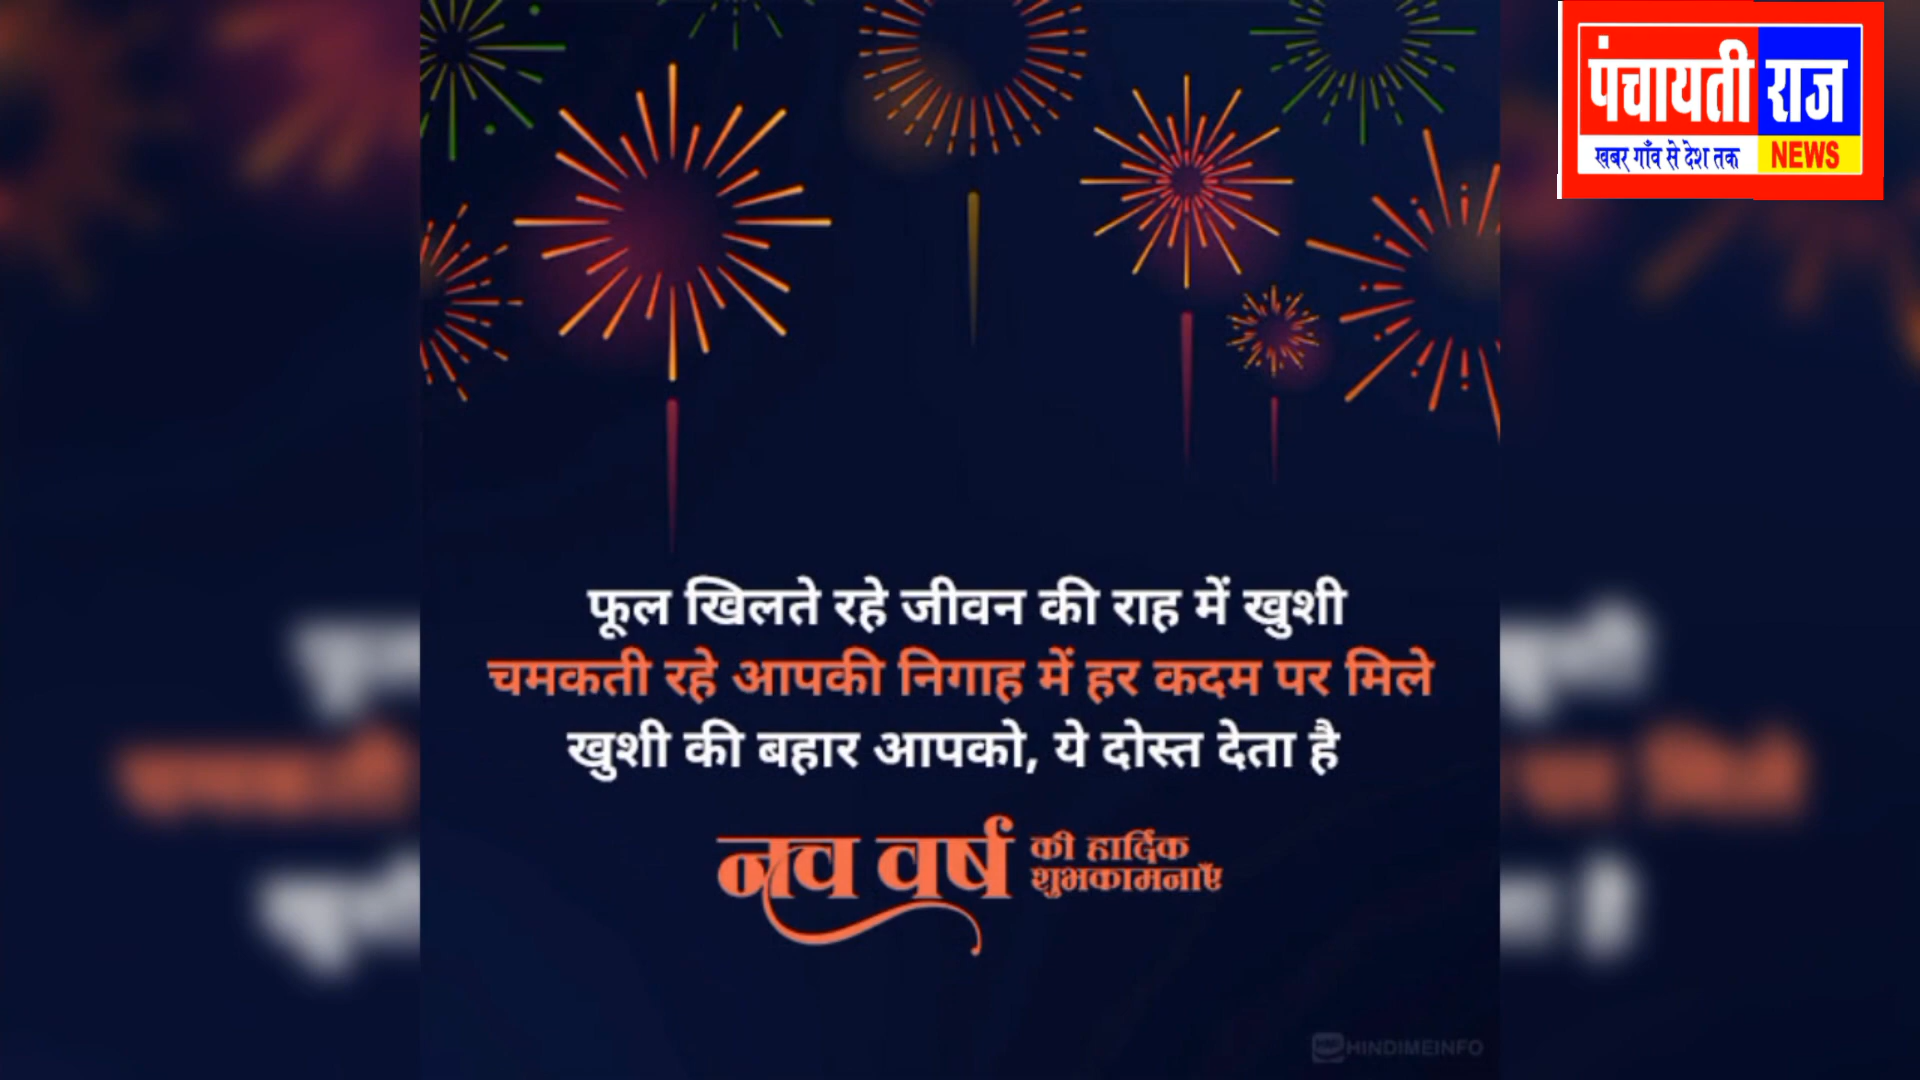 पंचायती राज
खबर गाँव से देश तक NEWS
फूल खिलते रहे जीवन की राह में खुशी
चमकती रहे आपकी निगाह में हर कदम पर मिले
खुशी की बहार आपको, ये दोस्त देता है
नव वर्ष की हार्दिक
शुभकामनाएँ
HINDIMEINFO